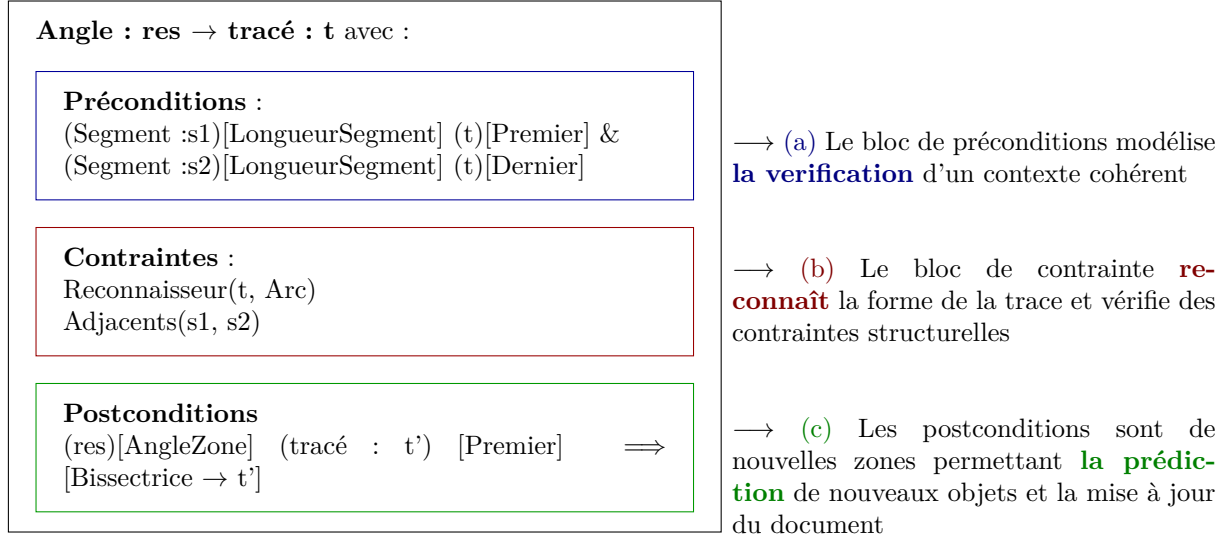 Angle : res → tracé : t avec :
Préconditions :
(Segment :s1)[LongueurSegment] (t)[Premier] &
(Segment :s2)[LongueurSegment] (t)[Dernier]
⟶ (a) Le bloc de préconditions modélise
la verification d'un contexte cohérent
Contraintes :
Reconnaisseur(t, Arc)
Adjacents(s1, s2)
⟶ (b) Le bloc de contrainte re-
connaît la forme de la trace et vérifie des
contraintes structurelles
Postconditions
(res)[AngleZone] (tracé : t') [Premier] ⟹
[Bissectrice → t']
⟶ (c) Les postconditions sont de
nouvelles zones permettant la prédic-
tion de nouveaux objets et la mise à jour
du document